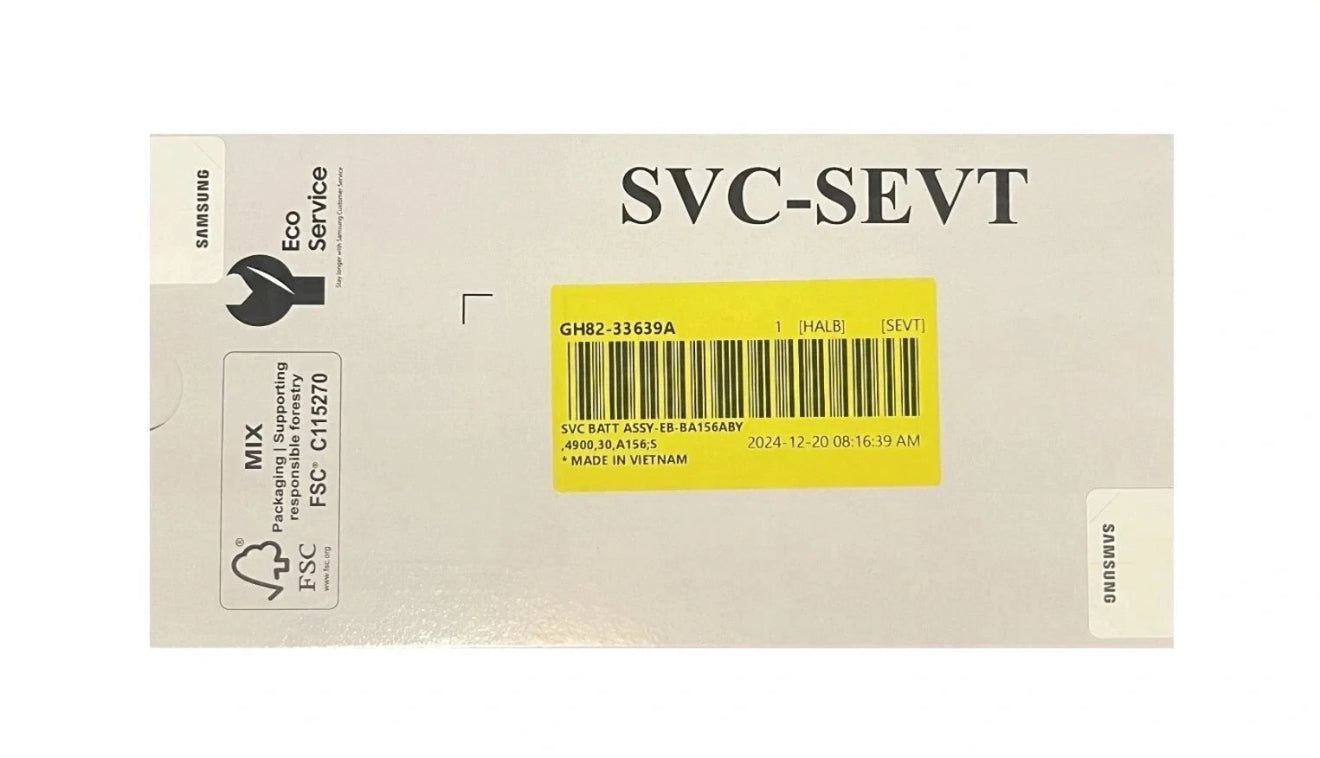 SAMSUNG
Eco
Service
Stay longer with Samsung Customer Service
MIX
Packaging | Supporting
responsible forestry
FSC® C115270
®
FSC
www.fsc.org
SVC-SEVT
GH82-33639A 1 [HALB] [SEVT]
SVC BATT ASSY-EB-BA156ABY
,4900,30,A156;S 2024-12-20 08:16:39 AM
* MADE IN VIETNAM
SAMSUNG